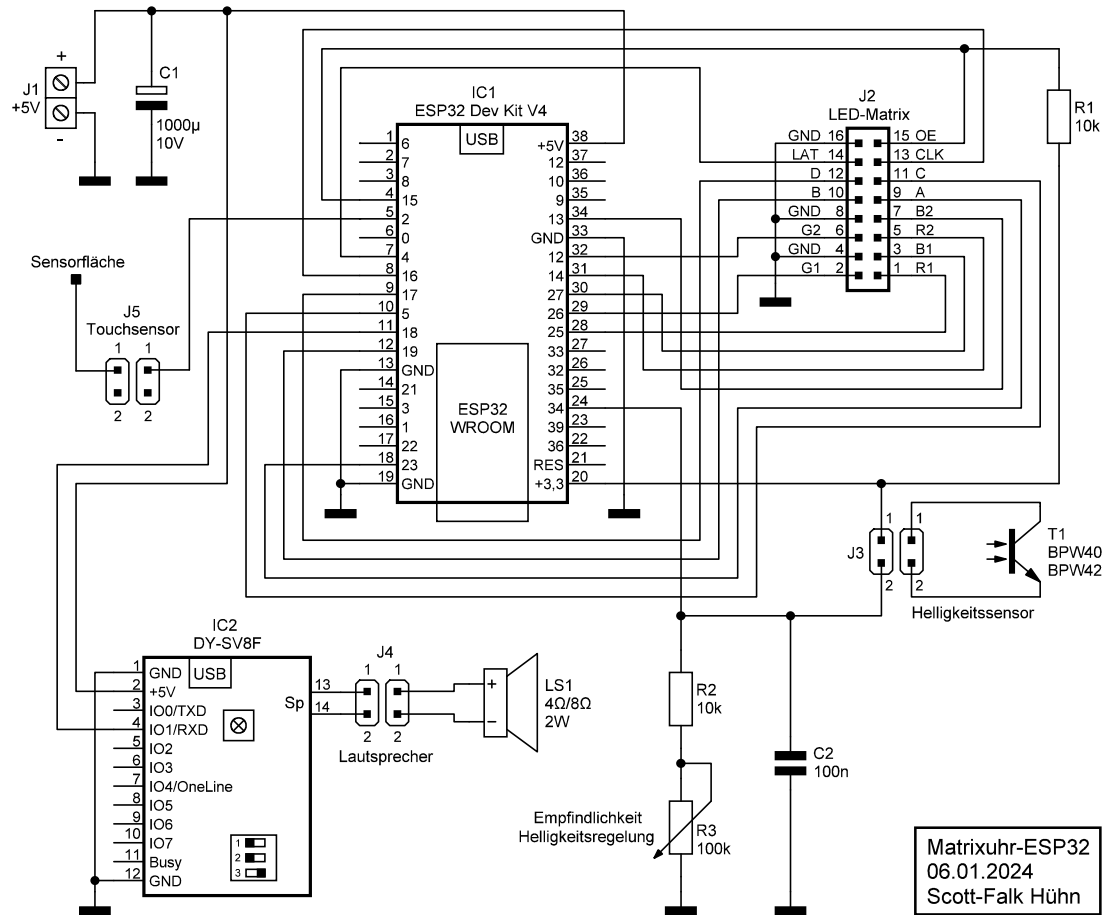 +
J1
+5V
-
C1
1000µ
10V
IC1
ESP32 Dev Kit V4
USB
1 6
2 7
3 8
4 15
5 2
6 0
7 4
8 16
9 17
10 5
11 18
12 19
13 GND
14 21
15 3
16 1
17 22
18 23
19 GND
+5V 38
12 37
10 36
9 35
13 34
GND 33
12 32
14 31
27 30
26 29
25 28
33 27
32 26
35 25
34 24
39 23
36 22
RES 21
+3,3 20
ESP32
WROOM
J2
LED-Matrix
GND 16 15 OE
LAT 14 13 CLK
D 12 11 C
B 10 9 A
GND 8 7 B2
G2 6 5 R2
GND 4 3 B1
G1 2 1 R1
R1
10k
Sensorfläche
J5
Touchsensor
1 1
2 2
J3
1 1
2 2
T1
BPW40
BPW42
Helligkeitssensor
IC2
DY-SV8F
USB
1 GND
2 +5V
3 IO0/TXD
4 IO1/RXD
5 IO2
6 IO3
7 IO4/OneLine
8 IO5
9 IO6
10 IO7
11 Busy
12 GND
Sp
13
14
1
2
3
J4
1 1
2 2
Lautsprecher
+
−
LS1
4Ω/8Ω
2W
R2
10k
C2
100n
Empfindlichkeit
Helligkeitsregelung
R3
100k
Matrixuhr-ESP32
06.01.2024
Scott-Falk Hühn